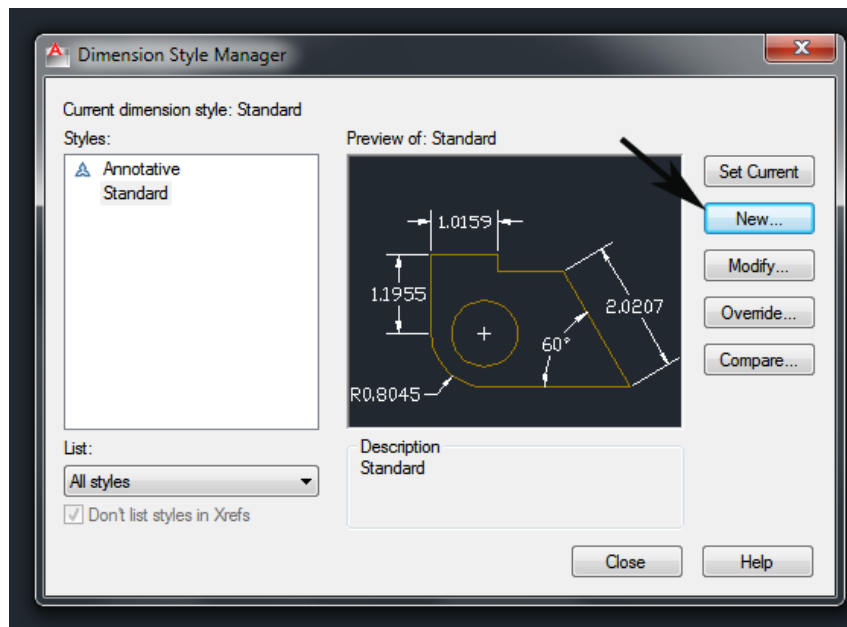 Dimension Style Manager
Current dimension style: Standard
Styles:
Annotative
Standard
Preview of: Standard
1.0159
1.1955
2.0207
60°
R0.8045
Set Current
New...
Modify...
Override...
Compare...
List:
All styles
Don't list styles in Xrefs
Description
Standard
Close
Help